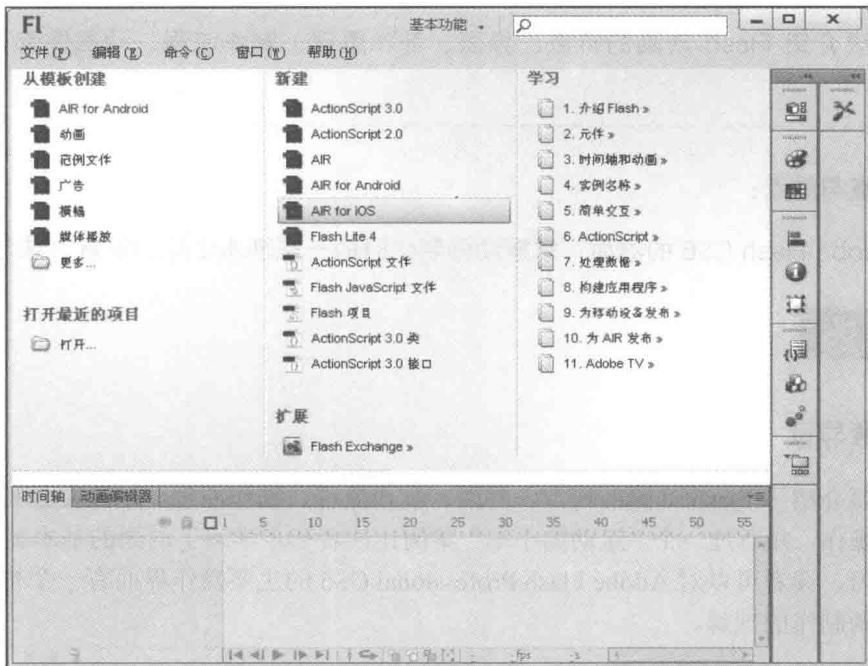 Fl 基本功能
文件(F) 编辑(E) 命令(C) 窗口(W) 帮助(H)
从模板创建
AIR for Android
动画
范例文件
广告
横幅
媒体播放
更多...
打开最近的项目
打开...
新建
ActionScript 3.0
ActionScript 2.0
AIR
AIR for Android
AIR for iOS
Flash Lite 4
ActionScript 文件
Flash JavaScript 文件
Flash 项目
ActionScript 3.0 类
ActionScript 3.0 接口
扩展
Flash Exchange »
学习
1. 介绍 Flash »
2. 元件 »
3. 时间轴和动画 »
4. 实例名称 »
5. 简单交互 »
6. ActionScript »
7. 处理数据 »
8. 构建应用程序 »
9. 为移动设备发布 »
10. 为 AIR 发布 »
11. Adobe TV »
时间轴 动画编辑器
1 5 10 15 20 25 30 35 40 45 50 55
fps